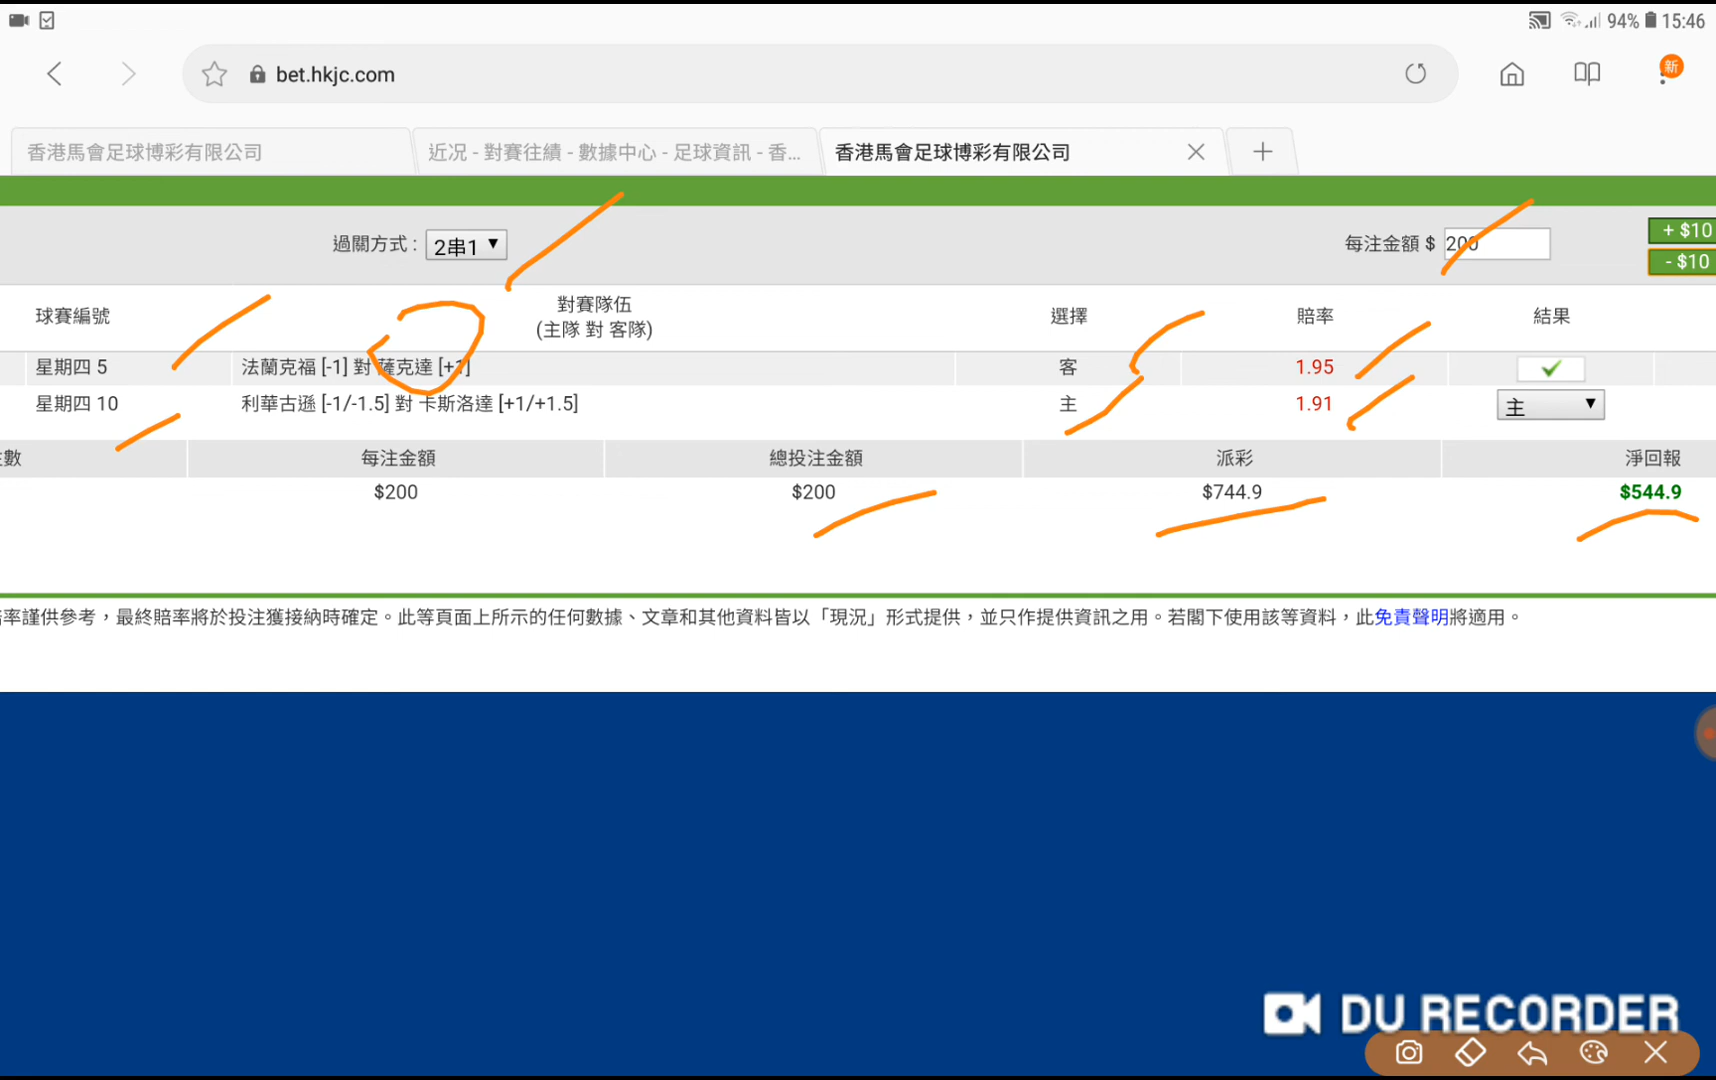 94% 15:46
bet.hkjc.com
新
香港馬會足球博彩有限公司
近況 - 對賽往績 - 數據中心 - 足球資訊 - 香...
香港馬會足球博彩有限公司
過關方式 : 2串1
每注金額 $ 200
+ $10
- $10
球賽編號 對賽隊伍 選擇 賠率 結果
(主隊 對 客隊)
星期四 5 法蘭克福 [-1] 對 薩克達 [+1] 客 1.95
星期四 10 利華古遜 [-1/-1.5] 對 卡斯洛達 [+1/+1.5] 主 1.91 主
數 每注金額 總投注金額 派彩 淨回報
$200 $200 $744.9 $544.9
率謹供參考，最終賠率將於投注獲接納時確定。此等頁面上所示的任何數據、文章和其他資料皆以「現況」形式提供，並只作提供資訊之用。若閣下使用該等資料，此免責聲明將適用。
DU RECORDER